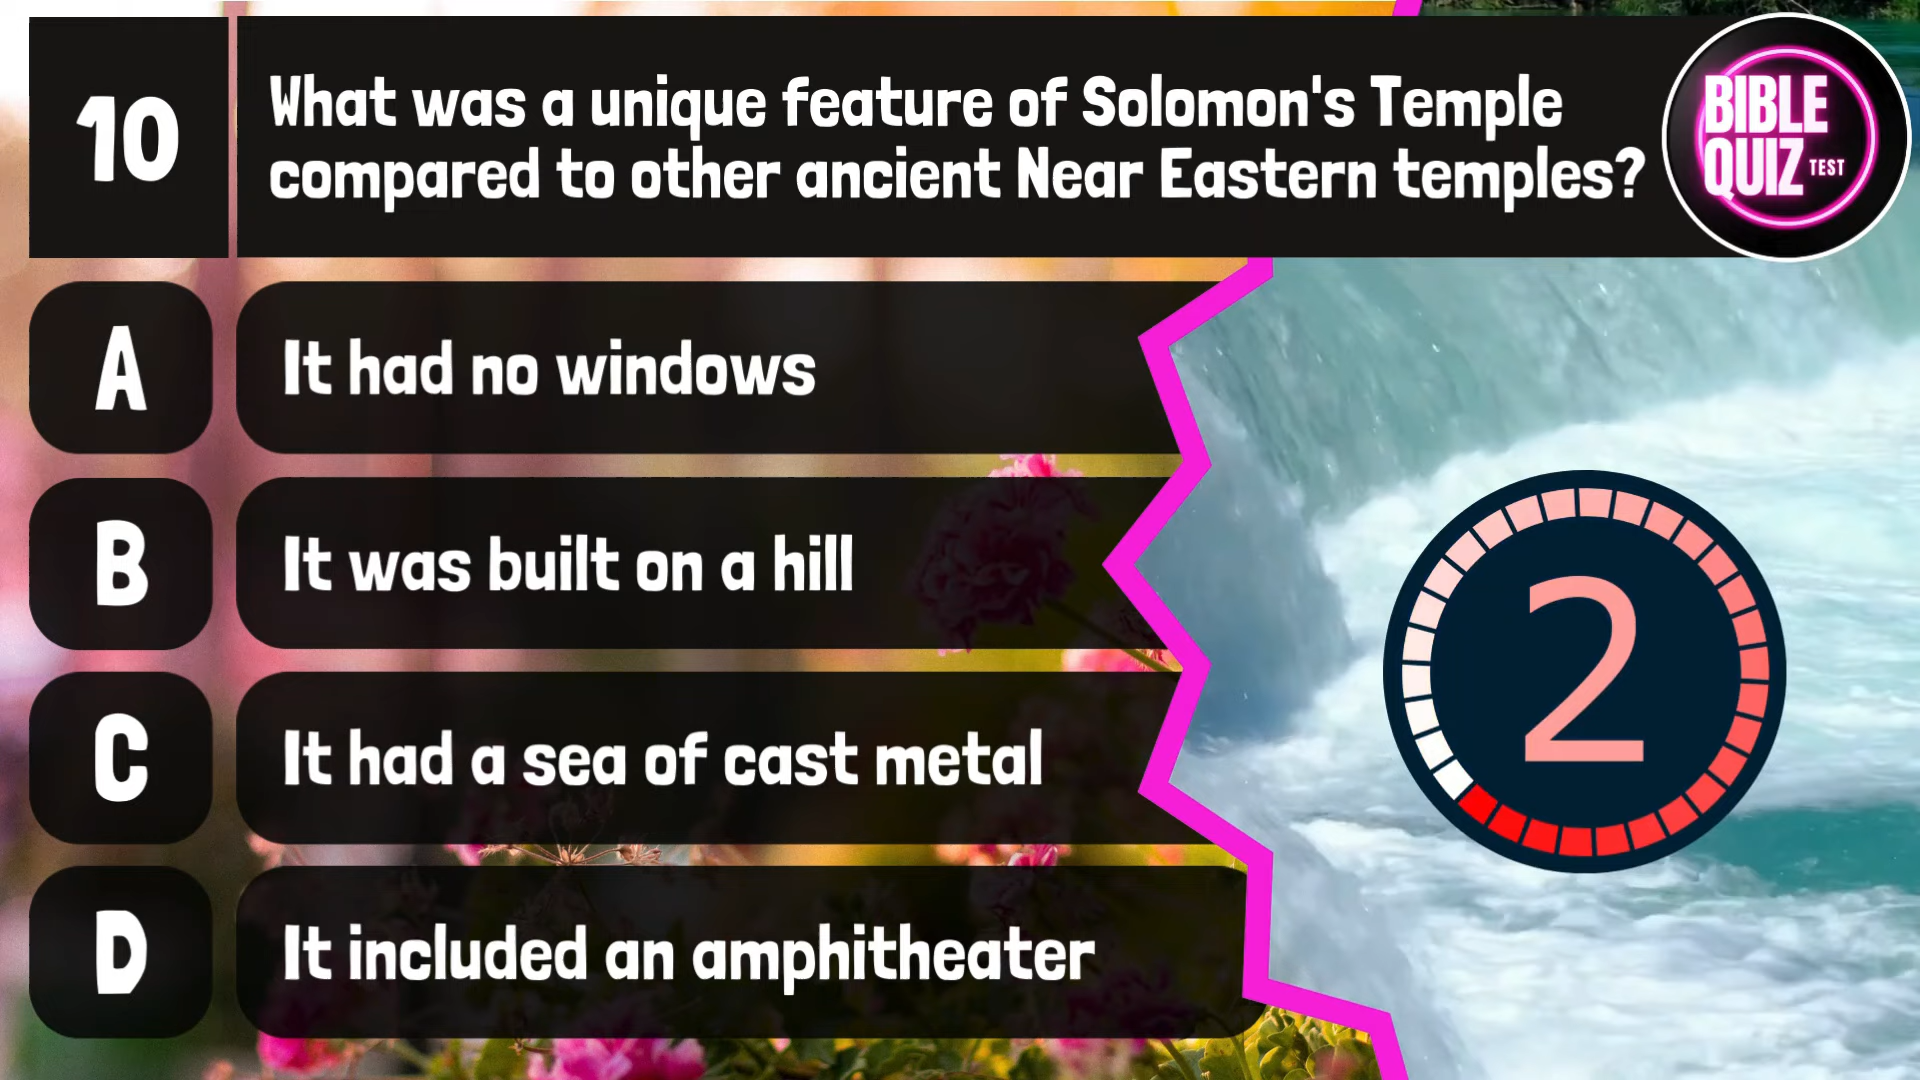 10
What was a unique feature of Solomon's Temple
compared to other ancient Near Eastern temples?
BIBLE
QUIZ TEST
A
It had no windows
B
It was built on a hill
C
It had a sea of cast metal
D
It included an amphitheater
2